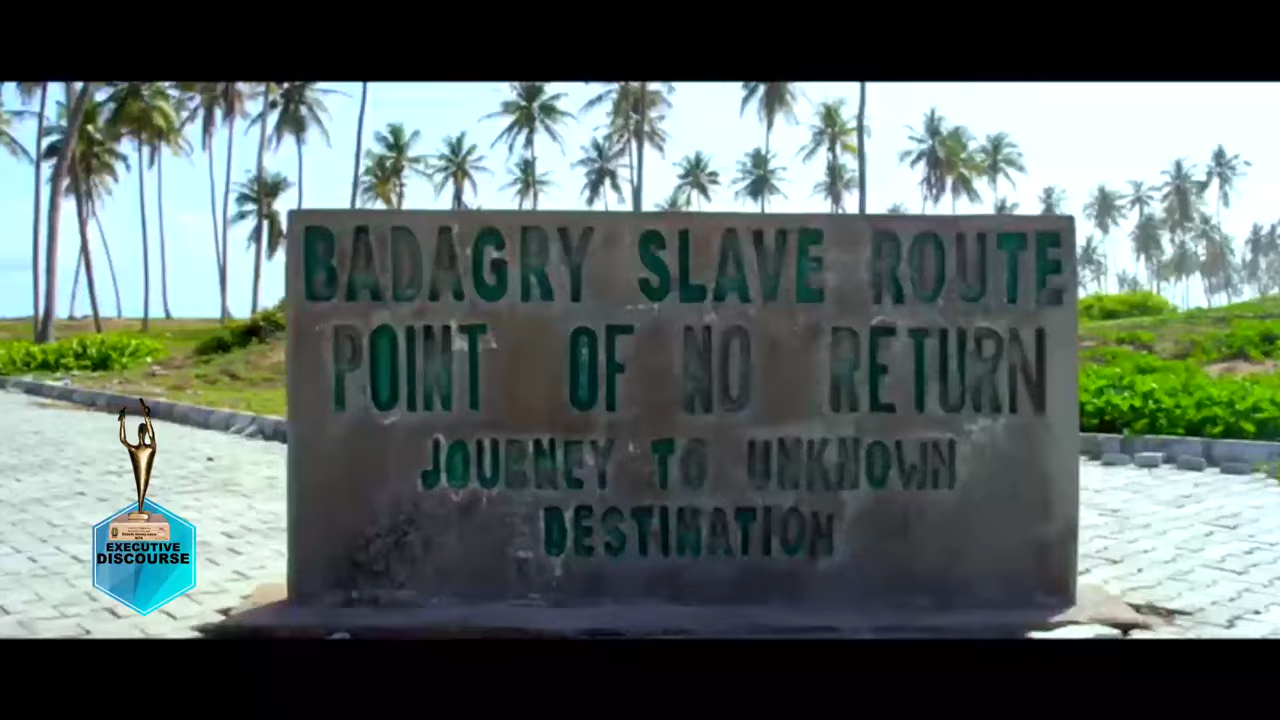 BADAGRY SLAVE ROUTE
POINT OF NO RETURN
JOURNEY TO UNKNOWN
DESTINATION
EXECUTIVE
DISCOURSE